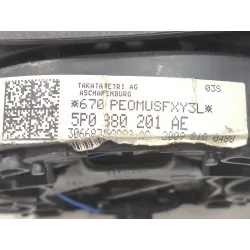 TAKATA-PETRI AG
ASCHAFFENBURG
03S
*670 PEOMUSFXY3L*
5P0 880 201 AE